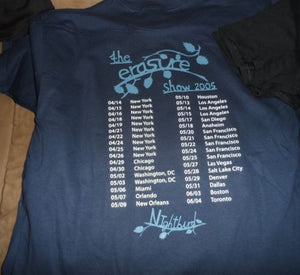 the
erasure
Show 2005
04/14 New York
04/15 New York
04/16 New York
04/18 New York
04/19 New York
04/21 New York
04/22 New York
04/24 New York
04/25 New York
04/26 New York
04/29 Chicago
04/30 Chicago
05/02 Washington, DC
05/03 Washington, DC
05/06 Miami
05/07 Orlando
05/09 New Orleans
05/10 Houston
05/13 Los Angeles
05/14 Los Angeles
05/15 Los Angeles
05/17 San Diego
05/18 Anaheim
05/20 San Francisco
05/21 San Francisco
05/22 San Francisco
San Francisco
San Francisco
05/27 Las Vegas
05/28 Salt Lake City
05/29 Denver
05/31 Dallas
06/03 Boston
06/04 Toronto
Nightbird